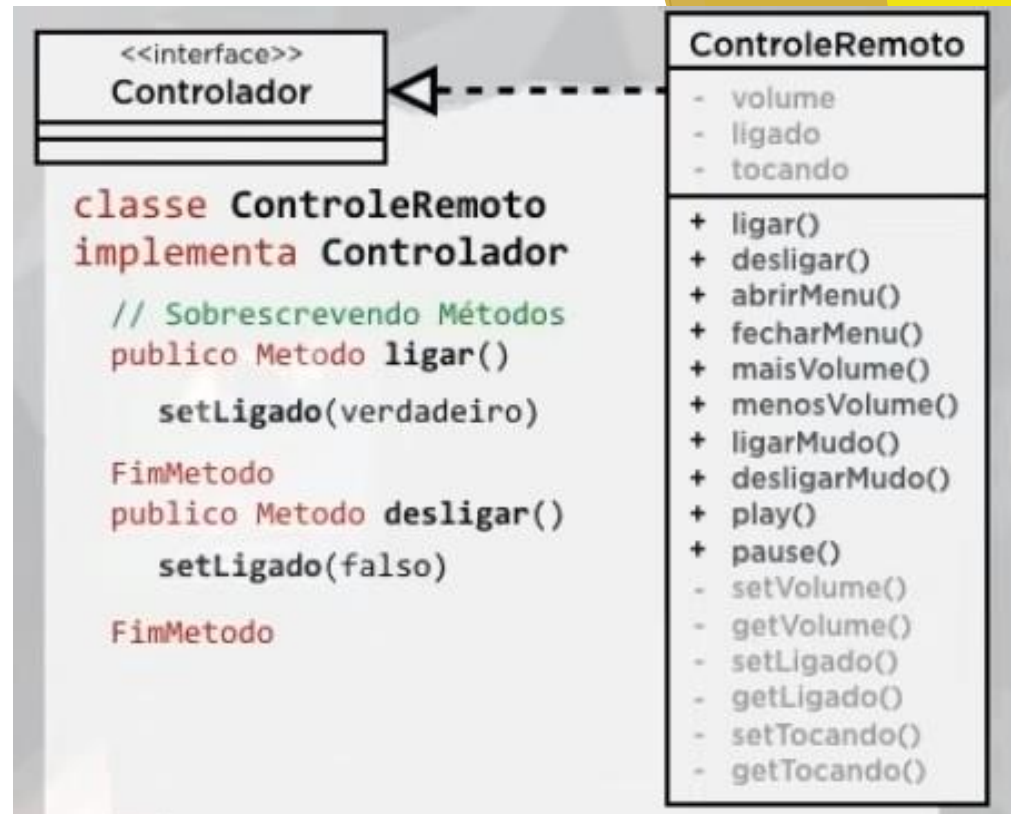 <<interface>>
Controlador
classe ControleRemoto
implementa Controlador
// Sobrescrevendo Métodos
publico Metodo ligar()
setLigado(verdadeiro)
FimMetodo
publico Metodo desligar()
setLigado(falso)
FimMetodo
ControleRemoto
- volume
- ligado
- tocando
+ ligar()
+ desligar()
+ abrirMenu()
+ fecharMenu()
+ maisVolume()
+ menosVolume()
+ ligarMudo()
+ desligarMudo()
+ play()
+ pause()
- setVolume()
- getVolume()
- setLigado()
- getLigado()
- setTocando()
- getTocando()